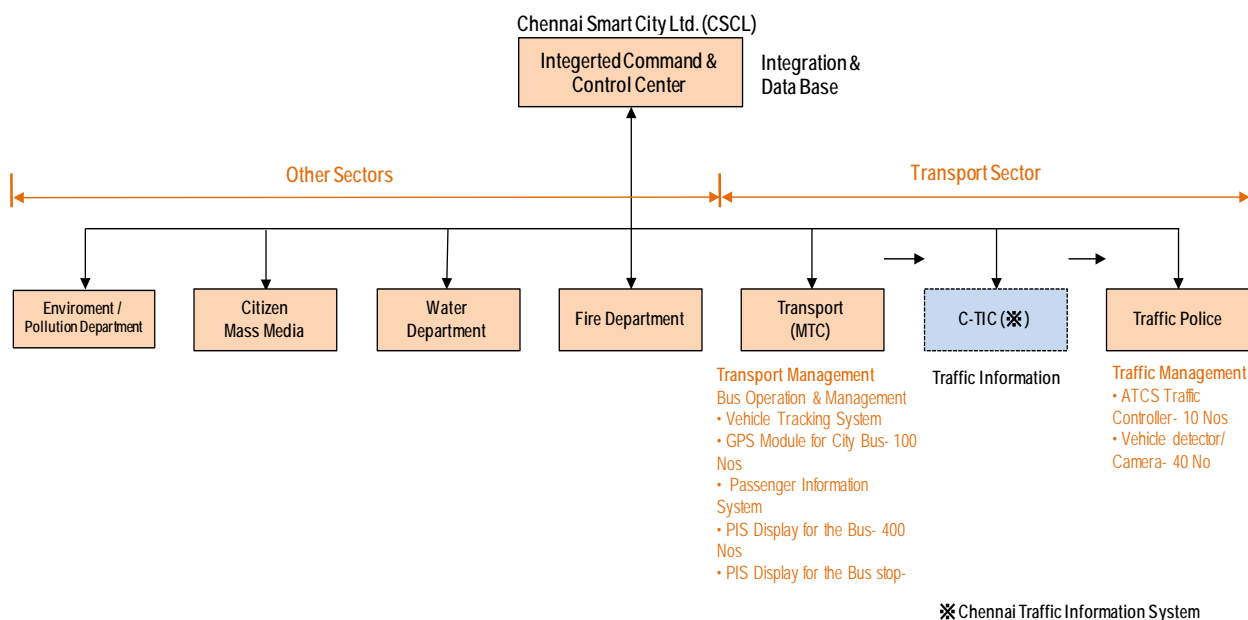 Chennai Smart City Ltd. (CSCL)
Integerted Command &
Control Center
Integration &
Data Base
Other Sectors
Transport Sector
Enviroment /
Pollution Department
Citizen
Mass Media
Water
Department
Fire Department
Transport
(MTC)
C-TIC (※)
Traffic Police
Transport Management
Bus Operation & Management
• Vehicle Tracking System
• GPS Module for City Bus- 100
Nos
• Passenger Information
System
• PIS Display for the Bus- 400
Nos
• PIS Display for the Bus stop-
Traffic Information
Traffic Management
• ATCS Traffic
Controller- 10 Nos
• Vehicle detector/
Camera- 40 No
※ Chennai Traffic Information System